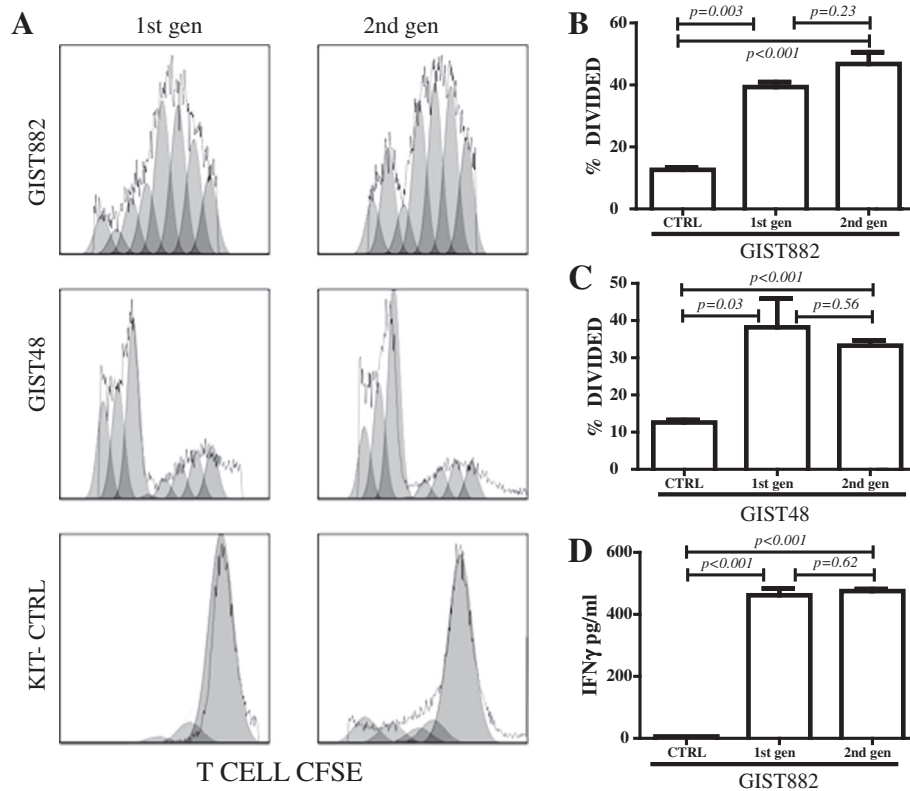 A
1st gen
2nd gen
GIST882
GIST48
KIT- CTRL
T CELL CFSE
B
p=0.003
p=0.23
p<0.001
60
40
20
0
% DIVIDED
CTRL
1st gen
2nd gen
GIST882
C
p<0.001
p=0.03
p=0.56
50
40
30
20
10
0
% DIVIDED
CTRL
1st gen
2nd gen
GIST48
D
p<0.001
p<0.001
p=0.62
600
400
200
0
IFNγ pg/ml
CTRL
1st gen
2nd gen
GIST882